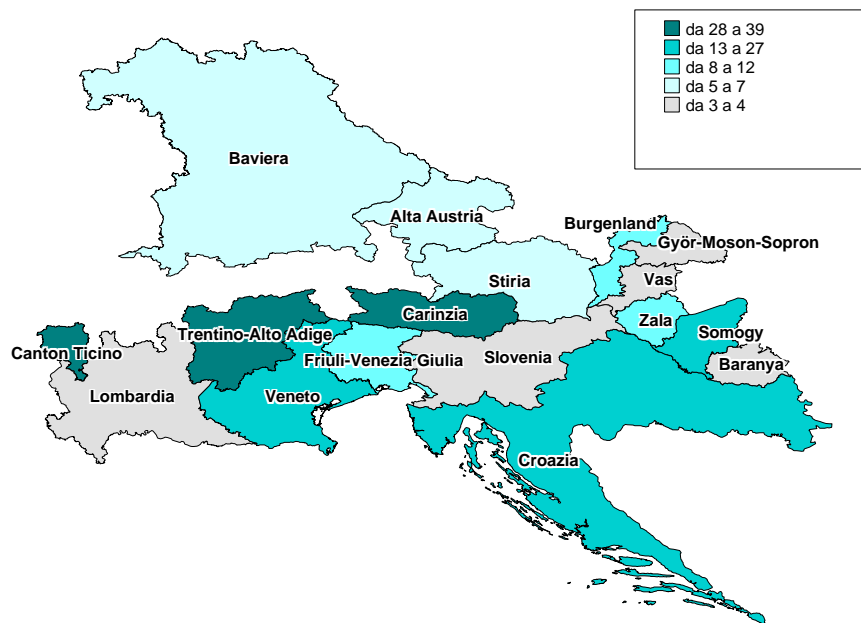 da 28 a 39
da 13 a 27
da 8 a 12
da 5 a 7
da 3 a 4
Baviera
Alta Austria
Burgenland
Györ-Moson-Sopron
Stiria
Vas
Carinzia
Zala
Trentino-Alto Adige
Somogy
Canton Ticino
Friuli-Venezia Giulia
Slovenia
Baranya
Lombardia
Veneto
Croazia